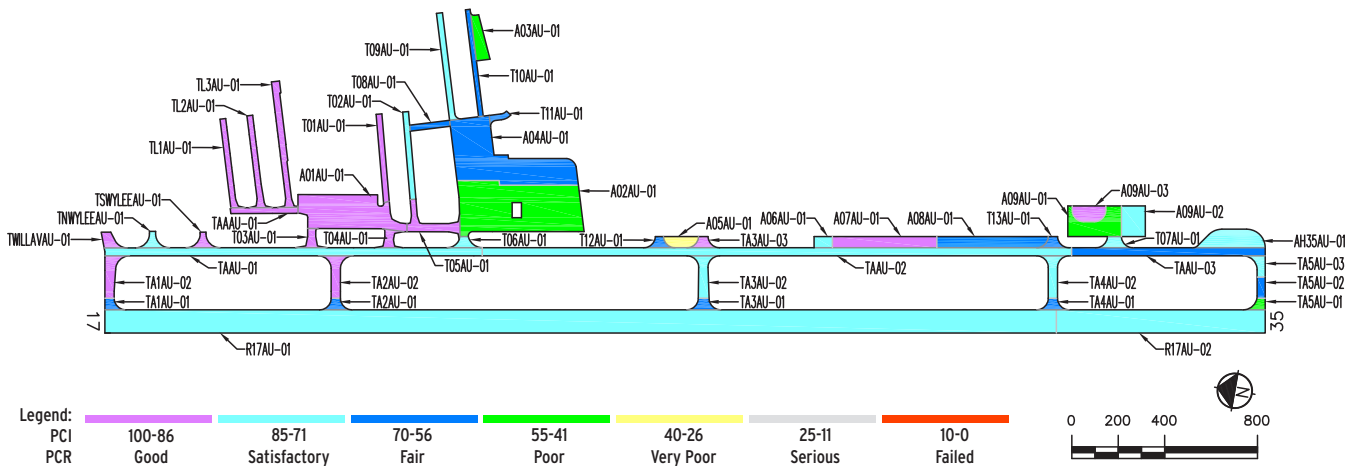 A03AU-01
T09AU-01
T10AU-01
TL3AU-01
T08AU-01
T02AU-01
TL2AU-01
T01AU-01
T11AU-01
A04AU-01
TL1AU-01
A01AU-01
A02AU-01
TSWYLEEAU-01
TNWYLEEAU-01
TAAAU-01
TWILLAVAU-01
T03AU-01
T04AU-01
T05AU-01
T06AU-01
T12AU-01
A05AU-01
TA3AU-03
A06AU-01
A07AU-01
A08AU-01
T13AU-01
A09AU-01
A09AU-03
A09AU-02
T07AU-01
AH35AU-01
TAAU-01
TAAU-02
TAAU-03
TA5AU-03
TA1AU-02
TA2AU-02
TA3AU-02
TA4AU-02
TA5AU-02
TA1AU-01
TA2AU-01
TA3AU-01
TA4AU-01
TA5AU-01
17
35
R17AU-01
R17AU-02
N
Legend:
PCI 100-86 85-71 70-56 55-41 40-26 25-11 10-0
PCR Good Satisfactory Fair Poor Very Poor Serious Failed
0 200 400 800